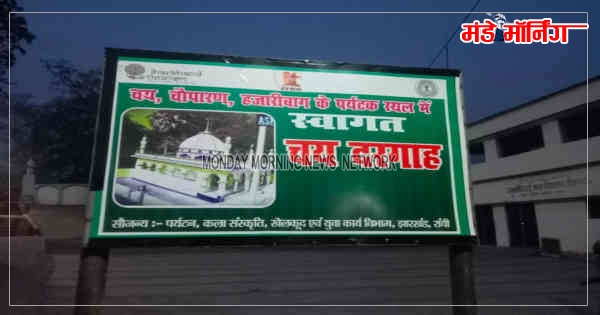 मंडे मॉर्निंग
चय, चौपारण, हजारीबाग के पर्यटक स्थल में
स्वागत
चय दरगाह
MONDAY MORNING NEWS NETWORK
सौजन्य :- पर्यटन, कला संस्कृति, खेलकूद एवं युवा कार्य विभाग, झारखंड, राँची